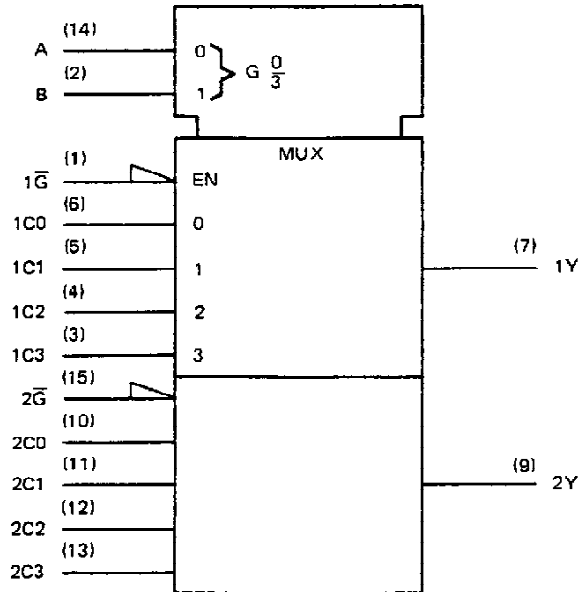 (14)
A
0
G 0/3
(2)
B
1
MUX
(1)
1G̅
EN
(6)
1C0
0
(5)
1C1
1
(7)
1Y
(4)
1C2
2
(3)
1C3
3
(15)
2G̅
(10)
2C0
(11)
2C1
(9)
2Y
(12)
2C2
(13)
2C3